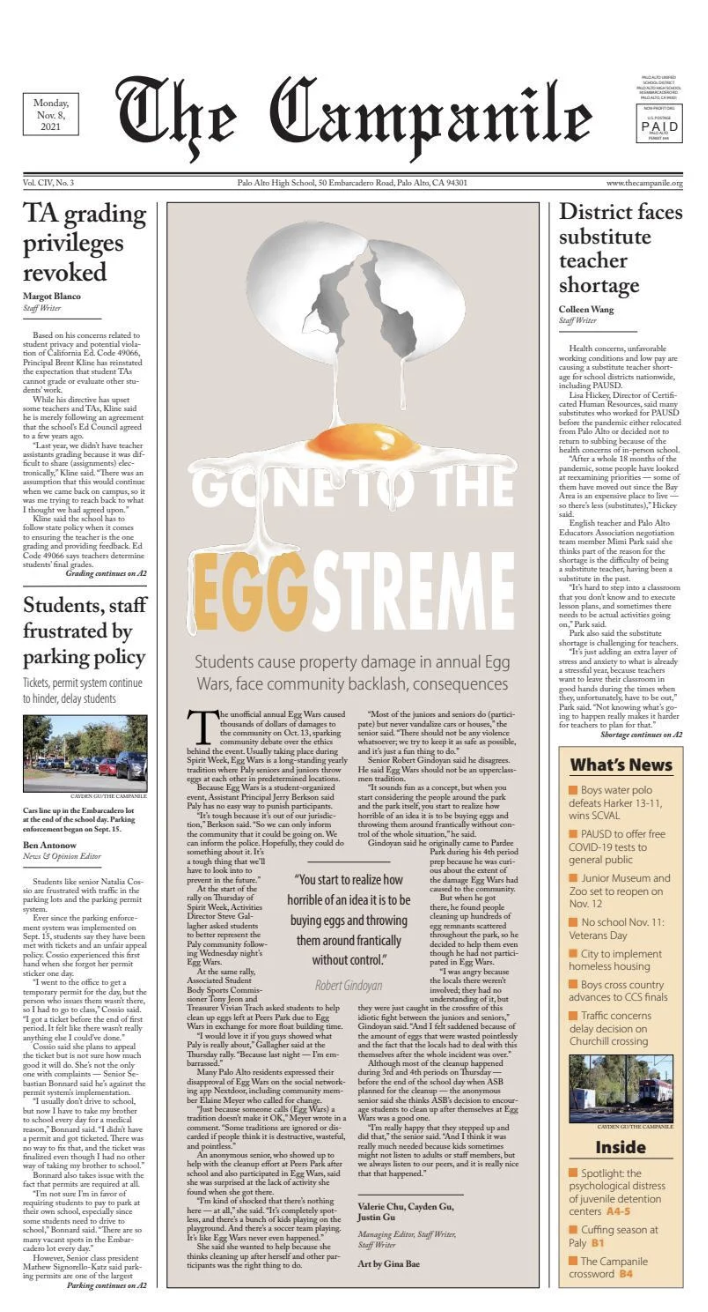 Monday,
Nov. 8,
2021
The Campanile
PALO ALTO UNIFIED
SCHOOL DISTRICT
PALO ALTO HIGH SCHOOL
50 EMBARCADERO RD
PALO ALTO, CA 94301
NON-PROFIT ORG
U.S. POSTAGE
PAID
PALO ALTO
PERMIT
Vol. CIV, No. 3
Palo Alto High School, 50 Embarcadero Road, Palo Alto, CA 94301
www.thecampanile.org
TA grading
privileges
revoked
Margot Blanco
Staff Writer
Based on his concerns related to
student privacy and potential viola-
tion of California Ed. Code 49066,
Principal Brent Kline has reinstated
the expectation that student TAs
cannot grade or evaluate other stu-
dents' work.
While his directive has upset
some teachers and TAs, Kline said
he is merely following an agreement
that the school's Ed Council agreed
to a few years ago.
"Last year, we didn't have teacher
assistants grading because it was dif-
ficult to share (assignments) elec-
tronically," Kline said. "There was an
assumption that this would continue
when we came back on campus, so it
was me trying to reach back to what
I thought we had agreed upon."
Kline said the school has to
follow state policy when it comes
to ensuring the teacher is the one
grading and providing feedback. Ed
Code 49066 says teachers determine
students' final grades.
Grading continues on A2
Students, staff
frustrated by
parking policy
Tickets, permit system continue
to hinder, delay students
CAYDEN GU/THE CAMPANILE
Cars line up in the Embarcadero lot
at the end of the school day. Parking
enforcement began on Sept. 15.
Ben Antonow
News & Opinion Editor
Students like senior Natalia Cos-
sio are frustrated with traffic in the
parking lots and the parking permit
system.
Ever since the parking enforce-
ment system was implemented on
Sept. 15, students say they have been
met with tickets and an unfair appeal
policy. Cossio experienced this first
hand when she forgot her permit
sticker one day.
"I went to the office to get a
temporary permit for the day, but the
person who issues them wasn't there,
so I had to go to class," Cossio said.
"I got a ticket before the end of first
period. It felt like there wasn't really
anything else I could've done."
Cossio said she plans to appeal
the ticket but is not sure how much
good it will do. She's not the only
one with complaints — Senior Se-
bastian Bonnard said he's against the
permit system's implementation.
"I usually don't drive to school,
but now I have to take my brother
to school every day for a medical
reason," Bonnard said. "I didn't have
a permit and got ticketed. There was
no way to fix that, and the ticket was
finalized even though I had no other
way of taking my brother to school."
Bonnard also takes issue with the
fact that permits are required at all.
"I'm not sure I'm in favor of
requiring students to pay to park at
their own school, especially since
some students need to drive to
school," Bonnard said. "There are so
many vacant spots in the Embar-
cadero lot every day."
However, Senior class president
Mathew Signorello-Katz said park-
ing permits are one of the largest
Parking continues on A2
GONE TO THE
EGGSTREME
Students cause property damage in annual Egg
Wars, face community backlash, consequences
The unofficial annual Egg Wars caused
thousands of dollars of damages to
the community on Oct. 13, sparking
community debate over the ethics
behind the event. Usually taking place during
Spirit Week, Egg Wars is a long-standing yearly
tradition where Paly seniors and juniors throw
eggs at each other in predetermined locations.
Because Egg Wars is a student-organized
event, Assistant Principal Jerry Berkson said
Paly has no easy way to punish participants.
"It's tough because it's out of our jurisdic-
tion," Berkson said. "So we can only inform
the community that it could be going on. We
can inform the police. Hopefully, they could do
something about it. It's
a tough thing that we'll
have to look into to
prevent in the future."
At the start of the
rally on Thursday of
Spirit Week, Activities
Director Steve Gal-
lagher asked students
to better represent the
Paly community follow-
ing Wednesday night's
Egg Wars.
At the same rally,
Associated Student
Body Sports Commis-
sioner Tony Jeon and
Treasurer Vivian Trach asked students to help
clean up eggs left at Peers Park due to Egg
Wars in exchange for more float building time.
"I would love it if you guys showed what
Paly is really about," Gallagher said at the
Thursday rally. "Because last night — I'm em-
barrassed."
Many Palo Alto residents expressed their
disapproval of Egg Wars on the social network-
ing app Nextdoor, including community mem-
ber Elaine Meyer who called for change.
"Just because someone calls (Egg Wars) a
tradition doesn't make it OK," Meyer wrote in a
comment. "Some traditions are ignored or dis-
carded if people think it is destructive, wasteful,
and pointless."
An anonymous senior, who showed up to
help with the cleanup effort at Peers Park after
school and also participated in Egg Wars, said
she was surprised at the lack of activity she
found when she got there.
"I'm kind of shocked that there's nothing
here — at all," she said. "It's completely spot-
less, and there's a bunch of kids playing on the
playground. And there's a soccer team playing.
It's like Egg Wars never even happened."
She said she wanted to help because she
thinks cleaning up after herself and other par-
ticipants was the right thing to do.
"Most of the juniors and seniors do (partici-
pate) but never vandalize cars or houses," the
senior said. "There should not be any violence
whatsoever; we try to keep it as safe as possible,
and it's just a fun thing to do."
Senior Robert Gindoyan said he disagrees.
He said Egg Wars should not be an upperclass-
men tradition.
"It sounds fun as a concept, but when you
start considering the people around the park
and the park itself, you start to realize how
horrible of an idea it is to be buying eggs and
throwing them around frantically without con-
trol of the whole situation," he said.
Gindoyan said he originally came to Pardee
Park during his 4th period
prep because he was curi-
ous about the extent of
the damage Egg Wars had
caused to the community.
But when he got
there, he found people
cleaning up hundreds of
egg remnants scattered
throughout the park, so he
decided to help them even
though he had not partici-
pated in Egg Wars.
"I was angry because
the locals there weren't
involved; they had no
understanding of it, but
they were just caught in the crossfire of this
idiotic fight between the juniors and seniors,"
Gindoyan said. "And I felt saddened because of
the amount of eggs that were wasted pointlessly
and the fact that the locals had to deal with this
themselves after the whole incident was over."
Although most of the cleanup happened
during 3rd and 4th periods on Thursday —
before the end of the school day when ASB
planned for the cleanup — the anonymous
senior said she thinks ASB's decision to encour-
age students to clean up after themselves at Egg
Wars was a good one.
"I'm really happy that they stepped up and
did that," the senior said. "And I think it was
really much needed because kids sometimes
might not listen to adults or staff members, but
we always listen to our peers, and it is really nice
that that happened."
"You start to realize how
horrible of an idea it is to be
buying eggs and throwing
them around frantically
without control."
Robert Gindoyan
Valerie Chu, Cayden Gu,
Justin Gu
Managing Editor, Staff Writer,
Staff Writer
Art by Gina Bae
District faces
substitute
teacher
shortage
Colleen Wang
Staff Writer
Health concerns, unfavorable
working conditions and low pay are
causing a substitute teacher short-
age for school districts nationwide,
including PAUSD.
Lisa Hickey, Director of Certifi-
cated Human Resources, said many
substitutes who worked for PAUSD
before the pandemic either relocated
from Palo Alto or decided not to
return to subbing because of the
health concerns of in-person school.
"After a whole 18 months of the
pandemic, some people have looked
at reexamining priorities — some of
them have moved out since the Bay
Area is an expensive place to live —
so there's less (substitutes)," Hickey
said.
English teacher and Palo Alto
Educators Association negotiation
team member Mimi Park said she
thinks part of the reason for the
shortage is the difficulty of being
a substitute teacher, having been a
substitute in the past.
"It's hard to step into a classroom
that you don't know and to execute
lesson plans, and sometimes there
needs to be actual activities going
on," Park said.
Park also said the substitute
shortage is challenging for teachers.
"It's just adding an extra layer of
stress and anxiety to what is already
a stressful year, because teachers
want to leave their classroom in
good hands during the times when
they, unfortunately, have to be out,"
Park said. "Not knowing what's go-
ing to happen really makes it harder
for teachers to plan for that."
Shortage continues on A2
What's News
Boys water polo
defeats Harker 13-11,
wins SCVAL
PAUSD to offer free
COVID-19 tests to
general public
Junior Museum and
Zoo set to reopen on
Nov. 12
No school Nov. 11:
Veterans Day
City to implement
homeless housing
Boys cross country
advances to CCS finals
Traffic concerns
delay decision on
Churchill crossing
CAYDEN GU/THE CAMPANILE
Inside
Spotlight: the
psychological distress
of juvenile detention
centers A4-5
Cuffing season at
Paly B1
The Campanile
crossword B4